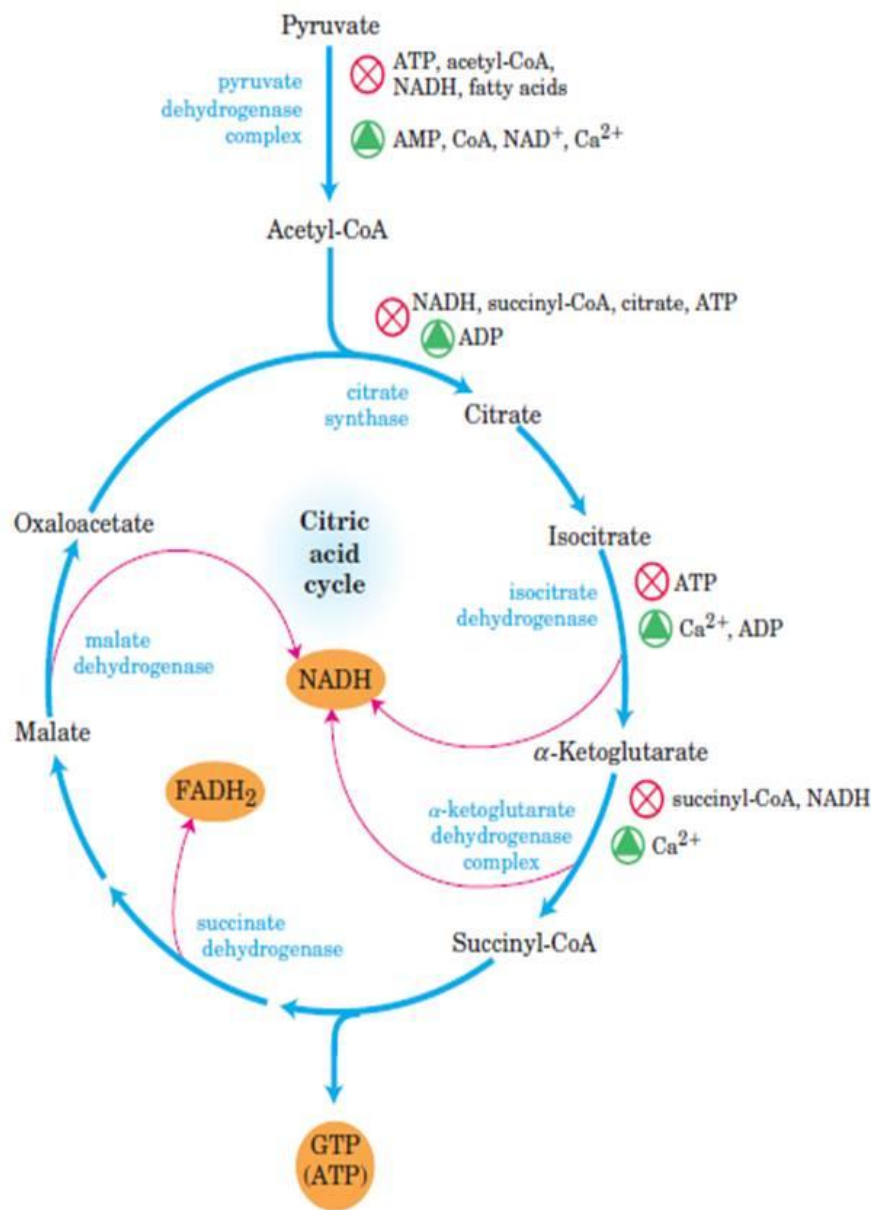 Pyruvate
ATP, acetyl-CoA,
NADH, fatty acids
pyruvate
dehydrogenase
complex
AMP, CoA, NAD⁺, Ca²⁺
Acetyl-CoA
NADH, succinyl-CoA, citrate, ATP
ADP
citrate
synthase
Citrate
Oxaloacetate
Citric
acid
cycle
Isocitrate
isocitrate
dehydrogenase
ATP
Ca²⁺, ADP
malate
dehydrogenase
NADH
Malate
α-Ketoglutarate
FADH₂
succinyl-CoA, NADH
α-ketoglutarate
dehydrogenase
complex
Ca²⁺
succinate
dehydrogenase
Succinyl-CoA
GTP
(ATP)